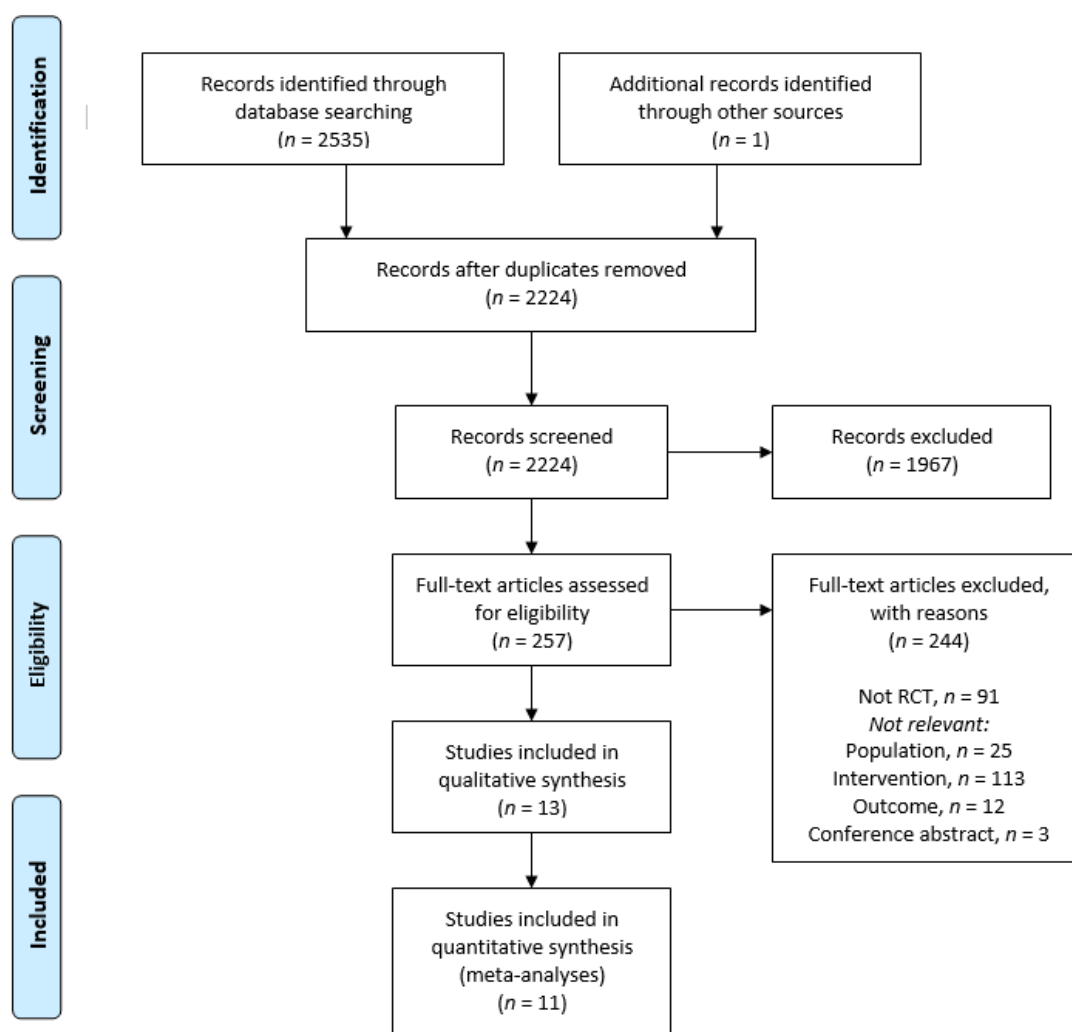 Identification
Records identified through
database searching
(n = 2535)
Additional records identified
through other sources
(n = 1)
Screening
Records after duplicates removed
(n = 2224)
Records screened
(n = 2224)
Records excluded
(n = 1967)
Eligibility
Full-text articles assessed
for eligibility
(n = 257)
Full-text articles excluded,
with reasons
(n = 244)
Not RCT, n = 91
Not relevant:
Population, n = 25
Intervention, n = 113
Outcome, n = 12
Conference abstract, n = 3
Studies included in
qualitative synthesis
(n = 13)
Included
Studies included in
quantitative synthesis
(meta-analyses)
(n = 11)